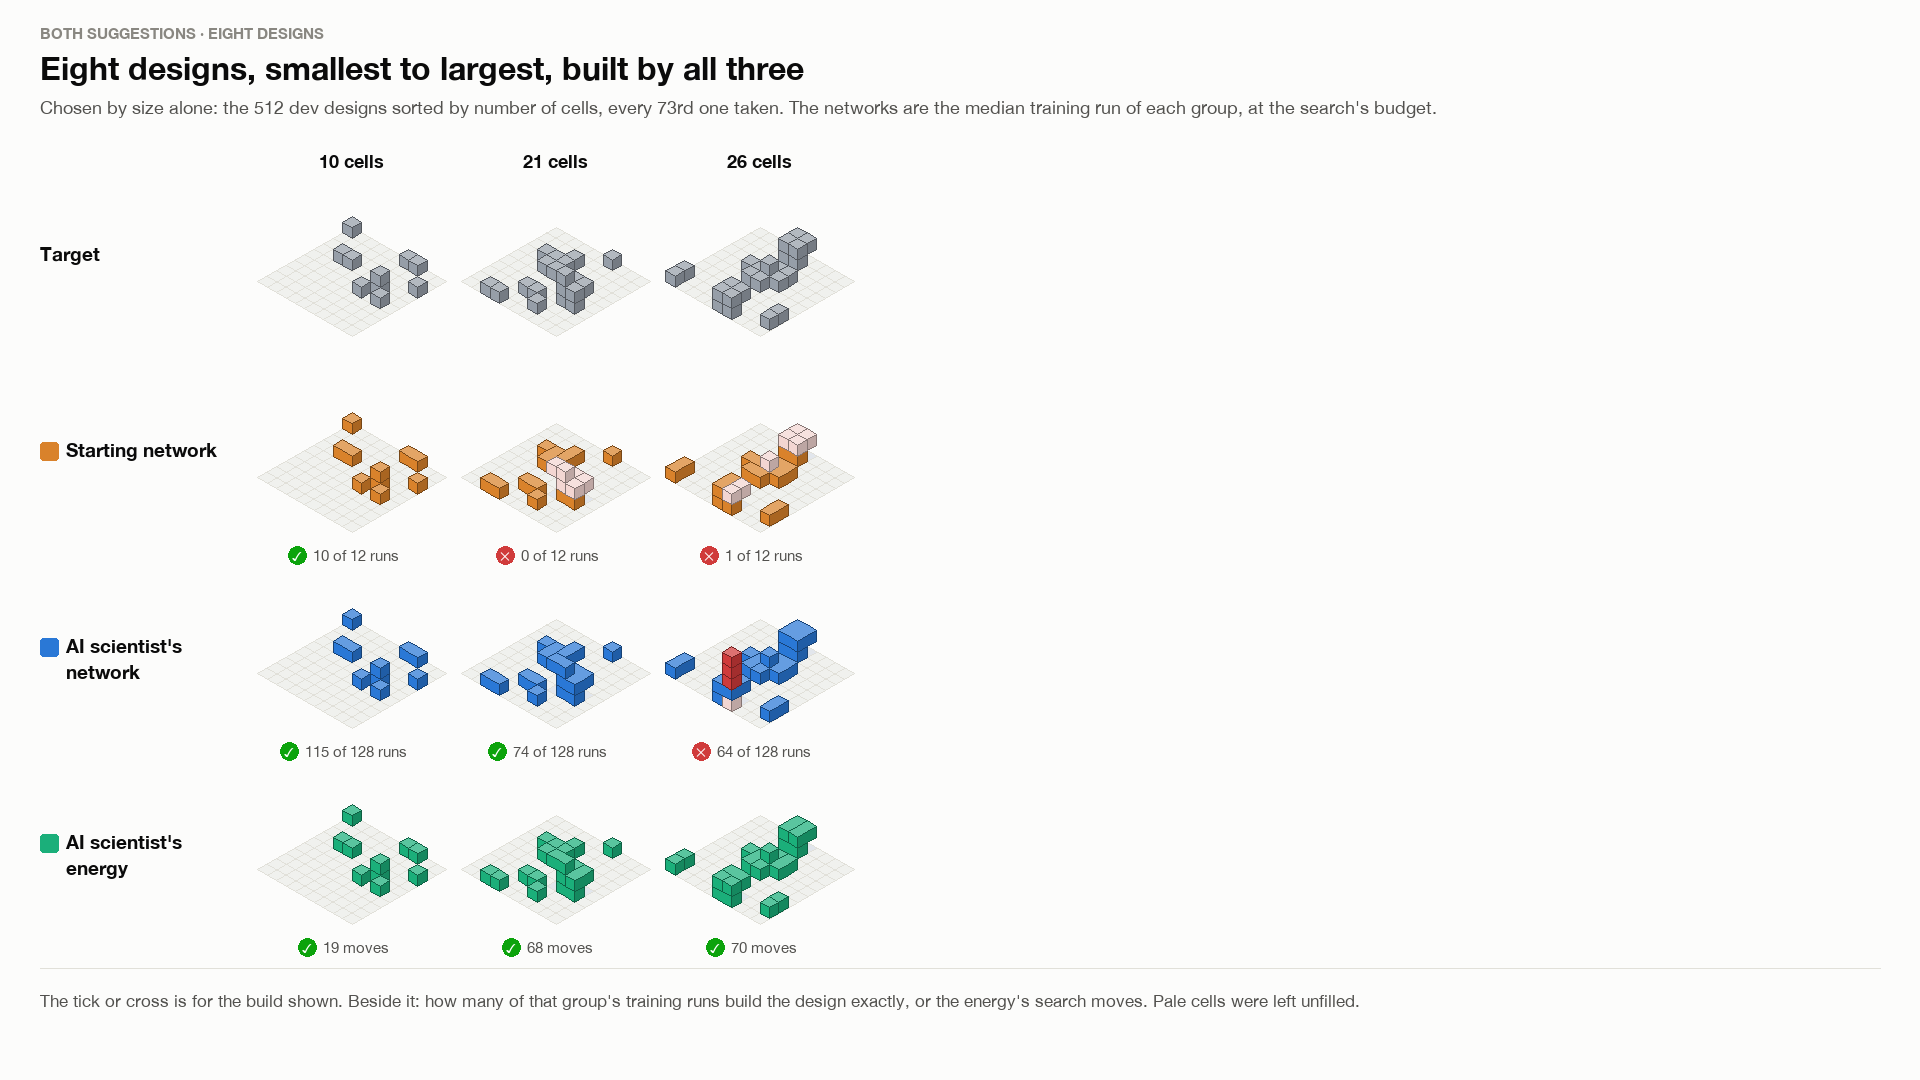 BOTH SUGGESTIONS · EIGHT DESIGNS
Eight designs, smallest to largest, built by all three
Chosen by size alone: the 512 dev designs sorted by number of cells, every 73rd one taken. The networks are the median training run of each group, at the search's budget.
10 cells 21 cells 26 cells
Target
Starting network
10 of 12 runs 0 of 12 runs 1 of 12 runs
AI scientist's
network
115 of 128 runs 74 of 128 runs 64 of 128 runs
AI scientist's
energy
19 moves 68 moves 70 moves
The tick or cross is for the build shown. Beside it: how many of that group's training runs build the design exactly, or the energy's search moves. Pale cells were left unfilled.